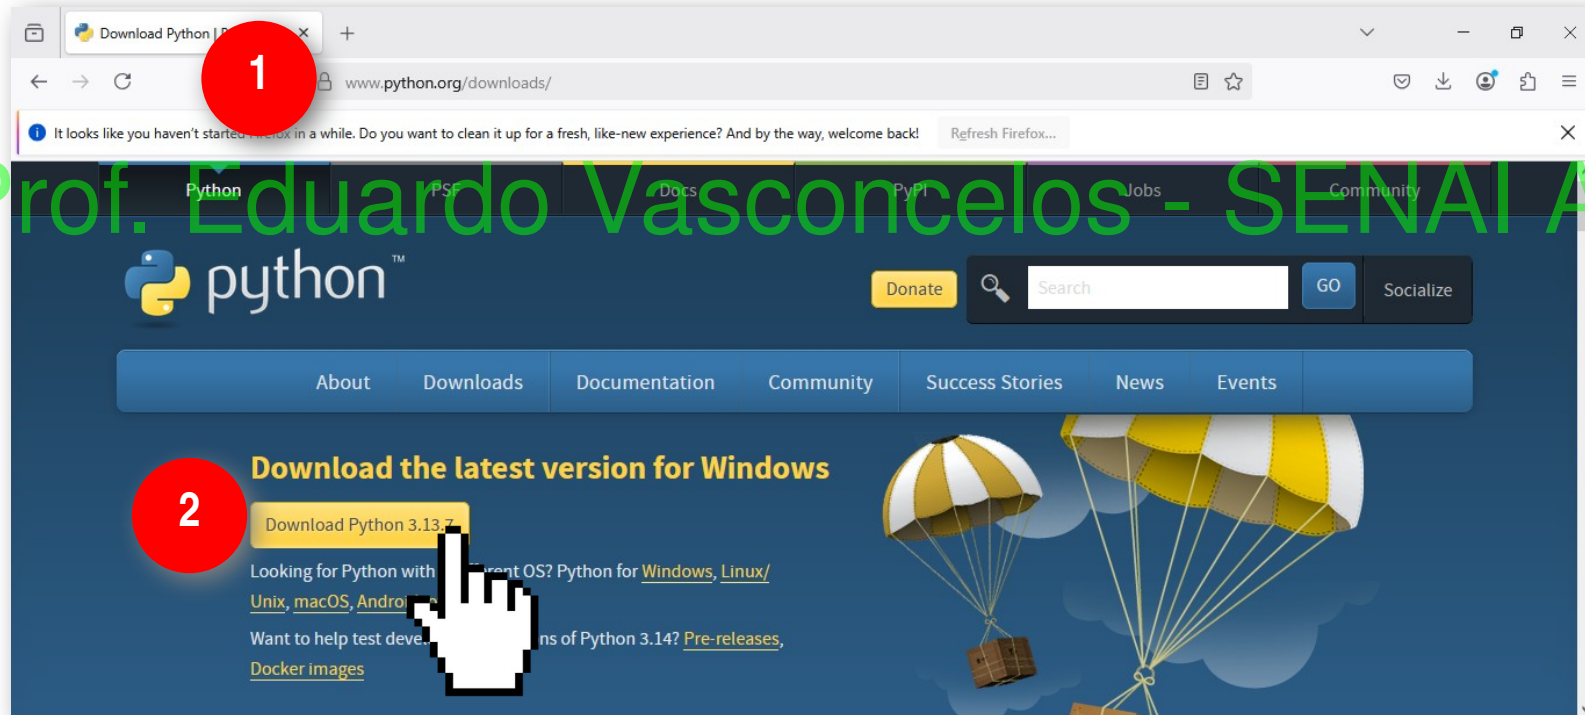 Download Python |
1
www.python.org/downloads/
It looks like you haven't started Firefox in a while. Do you want to clean it up for a fresh, like-new experience? And by the way, welcome back! Refresh Firefox...
Prof. Eduardo Vasconcelos - SENAI A
Python PSF Docs PyPI Jobs Community
python™
Donate Search GO Socialize
About Downloads Documentation Community Success Stories News Events
Download the latest version for Windows
2
Download Python 3.13.7
Looking for Python with OS? Python for Windows, Linux/
Unix, macOS,
Want to help test of Python 3.14? Pre-releases,
Docker images